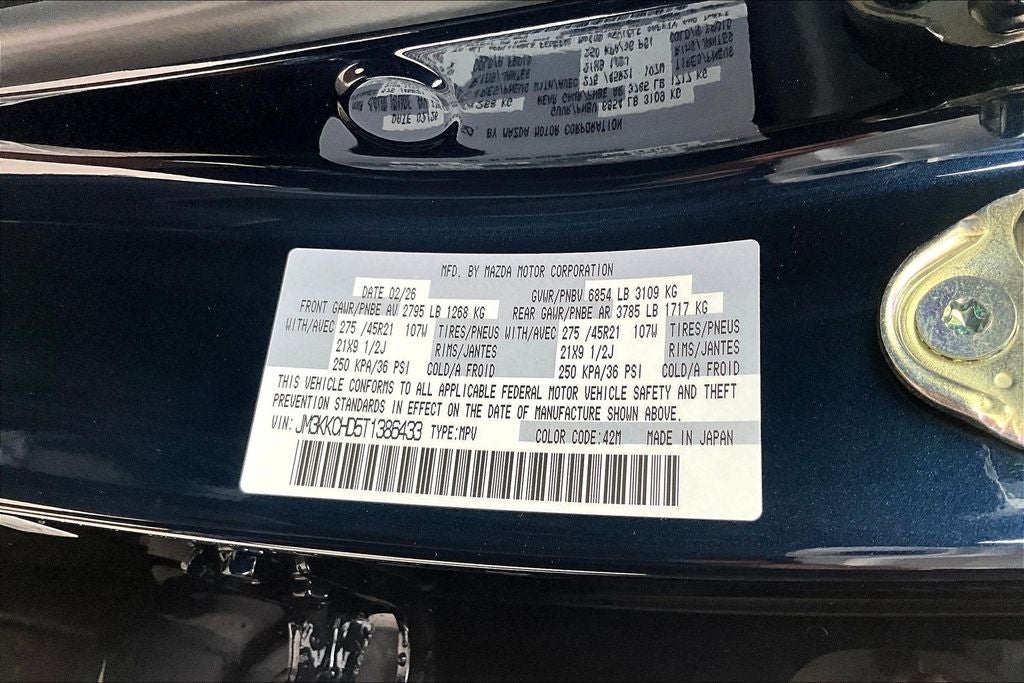 MFD. BY MAZDA MOTOR CORPORATION
DATE 02/26 GVWR/PNBV 6854 LB 3109 KG
FRONT GAWR/PNBE AV 2795 LB 1268 KG REAR GAWR/PNBE AR 3785 LB 1717 KG
WITH/AVEC 275 /45R21 107W TIRES/PNEUS WITH/AVEC 275 /45R21 107W TIRES/PNEUS
21X9 1/2J RIMS/JANTES 21X9 1/2J RIMS/JANTES
250 KPA/36 PSI COLD/A FROID 250 KPA/36 PSI COLD/A FROID
THIS VEHICLE CONFORMS TO ALL APPLICABLE FEDERAL MOTOR VEHICLE SAFETY AND THEFT
PREVENTION STANDARDS IN EFFECT ON THE DATE OF MANUFACTURE SHOWN ABOVE.
VIN: JM3KKCHD5T1386433 TYPE:MPV COLOR CODE:42M MADE IN JAPAN